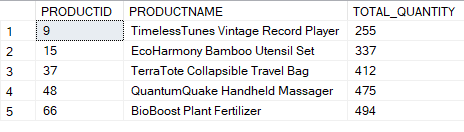 PRODUCTID PRODUCTNAME TOTAL_QUANTITY
1 9 TimelessTunes Vintage Record Player 255
2 15 EcoHarmony Bamboo Utensil Set 337
3 37 TerraTote Collapsible Travel Bag 412
4 48 QuantumQuake Handheld Massager 475
5 66 BioBoost Plant Fertilizer 494